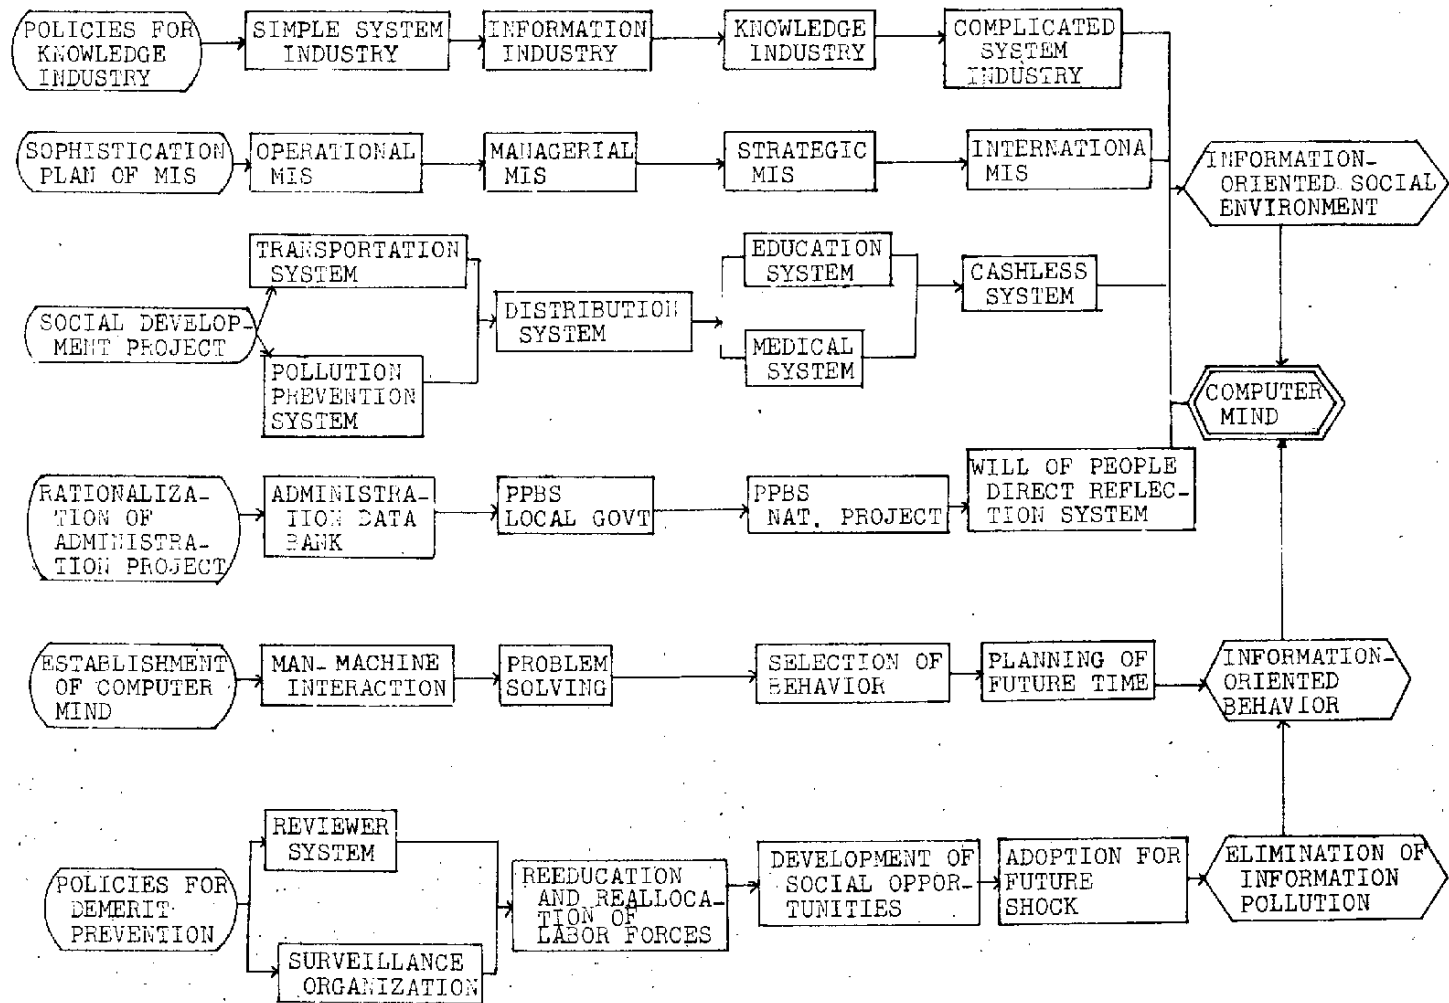 POLICIES FOR
KNOWLEDGE
INDUSTRY
SIMPLE SYSTEM
INDUSTRY
INFORMATION
INDUSTRY
KNOWLEDGE
INDUSTRY
COMPLICATED
SYSTEM
INDUSTRY
SOPHISTICATION
PLAN OF MIS
OPERATIONAL
MIS
MANAGERIAL
MIS
STRATEGIC
MIS
INTERNATIONA
MIS
INFORMATION-
ORIENTED SOCIAL
ENVIRONMENT
SOCIAL DEVELOP-
MENT PROJECT
TRANSPORTATION
SYSTEM
POLLUTION
PREVENTION
SYSTEM
DISTRIBUTION
SYSTEM
EDUCATION
SYSTEM
MEDICAL
SYSTEM
CASHLESS
SYSTEM
COMPUTER
MIND
RATIONALIZA-
TION OF
ADMINISTRA-
TION PROJECT
ADMINISTRA-
TION DATA
BANK
PPBS
LOCAL GOVT
PPBS
NAT. PROJECT
WILL OF PEOPLE
DIRECT REFLEC-
TION SYSTEM
ESTABLISHMENT
OF COMPUTER
MIND
MAN-MACHINE
INTERACTION
PROBLEM
SOLVING
SELECTION OF
BEHAVIOR
PLANNING OF
FUTURE TIME
INFORMATION-
ORIENTED
BEHAVIOR
POLICIES FOR
DEMERIT
PREVENTION
REVIEWER
SYSTEM
SURVEILLANCE
ORGANIZATION
REEDUCATION
AND REALLOCA-
TION OF
LABOR FORCES
DEVELOPMENT OF
SOCIAL OPPOR-
TUNITIES
ADOPTION FOR
FUTURE
SHOCK
ELIMINATION OF
INFORMATION
POLLUTION